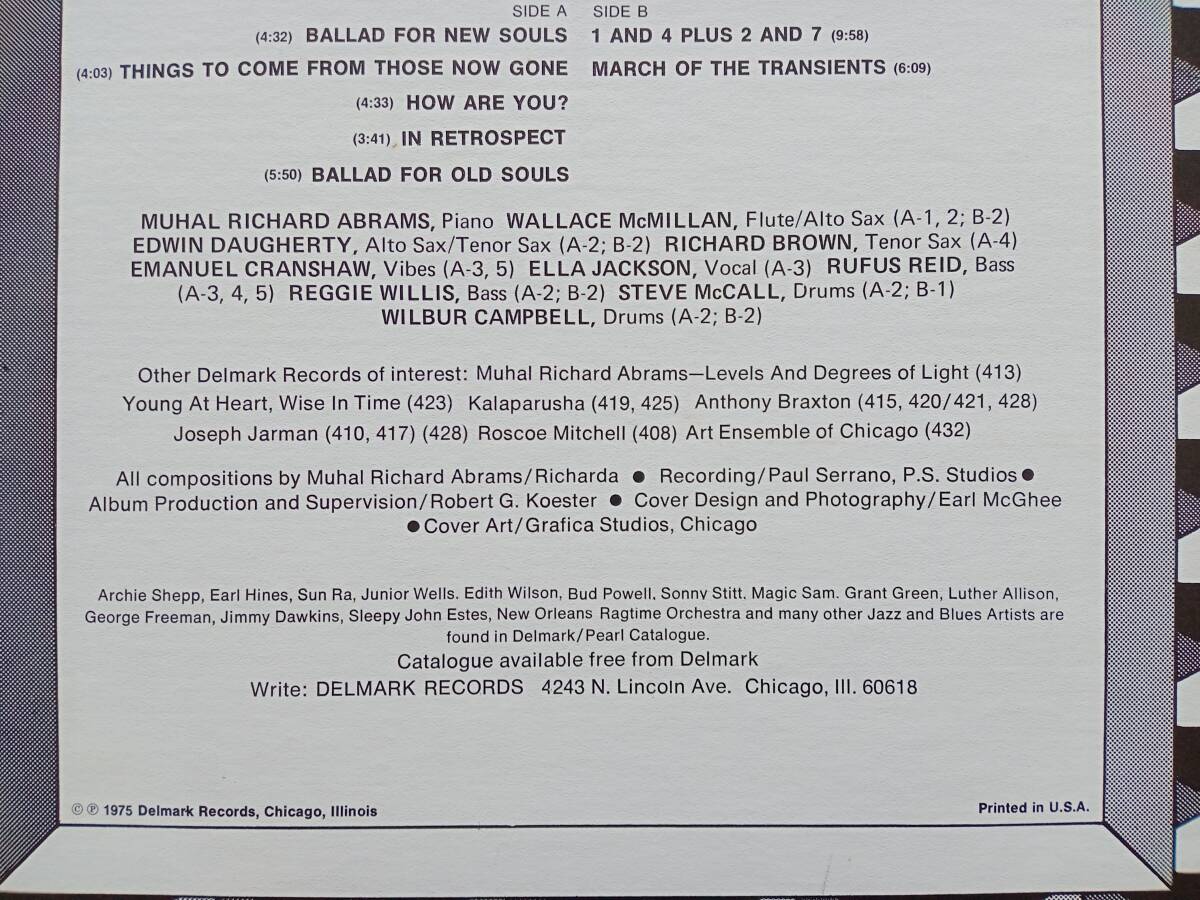 SIDE A SIDE B
(4:32) BALLAD FOR NEW SOULS 1 AND 4 PLUS 2 AND 7 (9:58)
(4:03) THINGS TO COME FROM THOSE NOW GONE MARCH OF THE TRANSIENTS (6:09)
(4:33) HOW ARE YOU?
(3:41) IN RETROSPECT
(5:50) BALLAD FOR OLD SOULS
MUHAL RICHARD ABRAMS, Piano WALLACE McMILLAN, Flute/Alto Sax (A-1, 2; B-2)
EDWIN DAUGHERTY, Alto Sax/Tenor Sax (A-2; B-2) RICHARD BROWN, Tenor Sax (A-4)
EMANUEL CRANSHAW, Vibes (A-3, 5) ELLA JACKSON, Vocal (A-3) RUFUS REID, Bass
(A-3, 4, 5) REGGIE WILLIS, Bass (A-2; B-2) STEVE McCALL, Drums (A-2; B-1)
WILBUR CAMPBELL, Drums (A-2; B-2)
Other Delmark Records of interest: Muhal Richard Abrams—Levels And Degrees of Light (413)
Young At Heart, Wise In Time (423) Kalaparusha (419, 425) Anthony Braxton (415, 420/421, 428)
Joseph Jarman (410, 417) (428) Roscoe Mitchell (408) Art Ensemble of Chicago (432)
All compositions by Muhal Richard Abrams/Richarda ● Recording/Paul Serrano, P.S. Studios ●
Album Production and Supervision/Robert G. Koester ● Cover Design and Photography/Earl McGhee
● Cover Art/Grafica Studios, Chicago
Archie Shepp, Earl Hines, Sun Ra, Junior Wells. Edith Wilson, Bud Powell, Sonny Stitt. Magic Sam. Grant Green, Luther Allison,
George Freeman, Jimmy Dawkins, Sleepy John Estes, New Orleans Ragtime Orchestra and many other Jazz and Blues Artists are
found in Delmark/Pearl Catalogue.
Catalogue available free from Delmark
Write: DELMARK RECORDS 4243 N. Lincoln Ave. Chicago, Ill. 60618
© ℗ 1975 Delmark Records, Chicago, Illinois Printed in U.S.A.